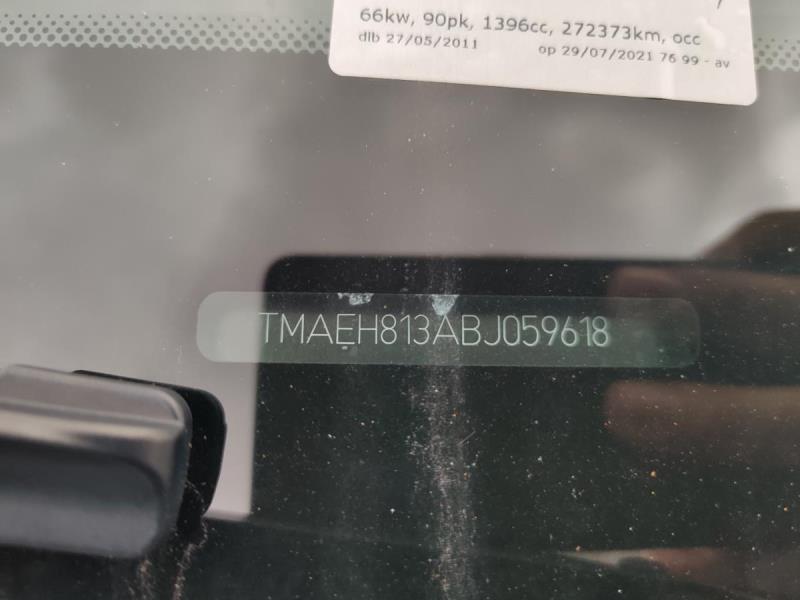 66kw, 90pk, 1396cc, 272373km, occ
dlb 27/05/2011 op 29/07/2021 76 99 - av
TMAEH813ABJ059618